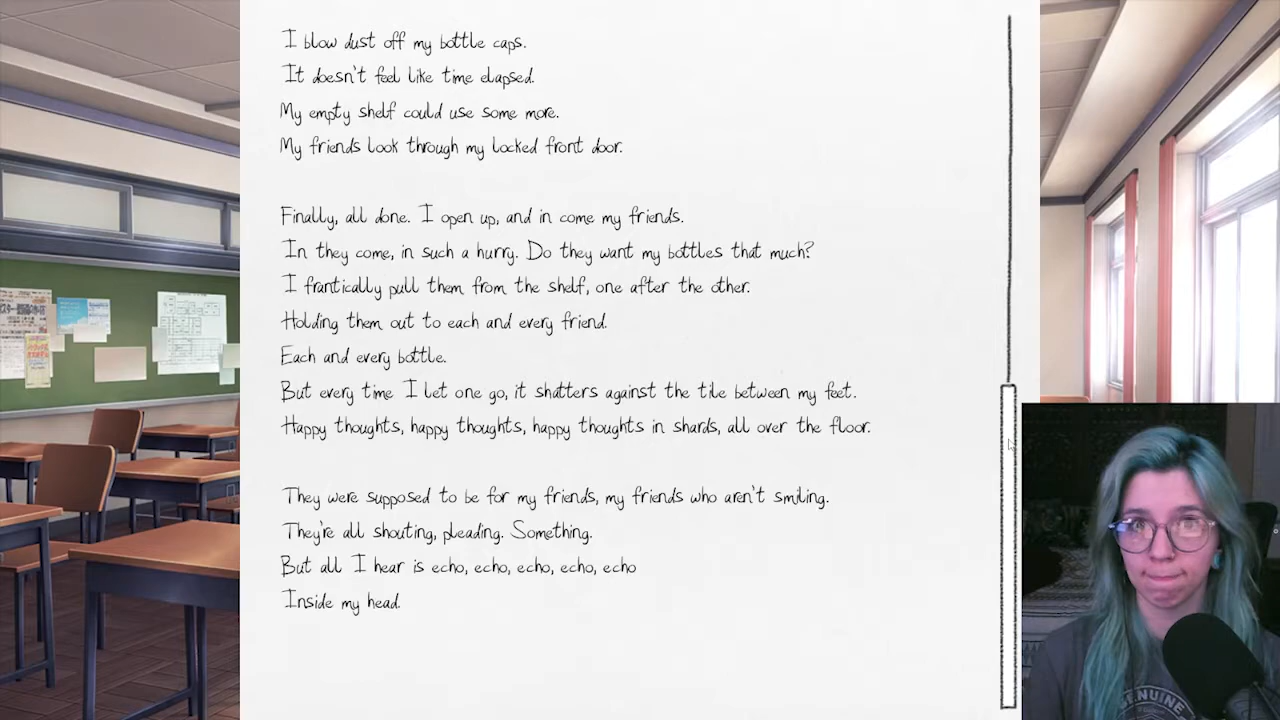 I blow dust off my bottle caps.
It doesn't feel like time elapsed.
My empty shelf could use some more.
My friends look through my locked front door.
Finally, all done. I open up, and in come my friends.
In they come, in such a hurry. Do they want my bottles that much?
I frantically pull them from the shelf, one after the other.
Holding them out to each and every friend.
Each and every bottle.
But every time I let one go, it shatters against the tile between my feet.
Happy thoughts, happy thoughts, happy thoughts in shards, all over the floor.
They were supposed to be for my friends, my friends who aren't smiling.
They're all shouting, pleading. Something.
But all I hear is echo, echo, echo, echo, echo
Inside my head.